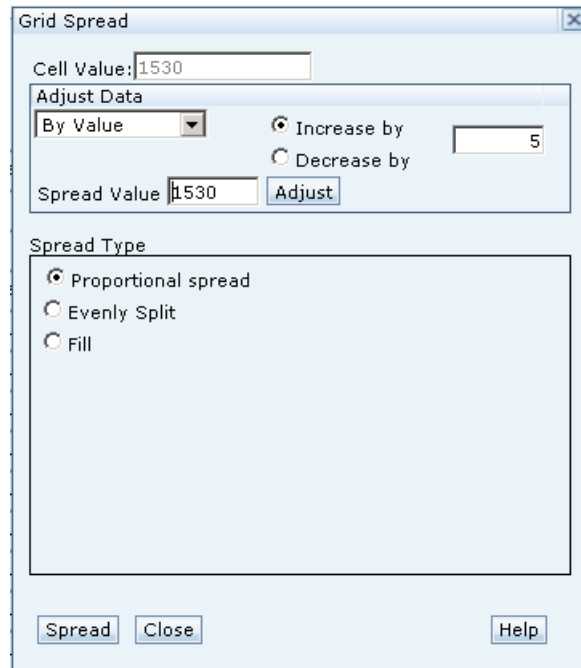 Grid Spread
Cell Value: 1530
Adjust Data
By Value
Increase by
5
Decrease by
Spread Value 1530 Adjust
Spread Type
Proportional spread
Evenly Split
Fill
Spread Close Help